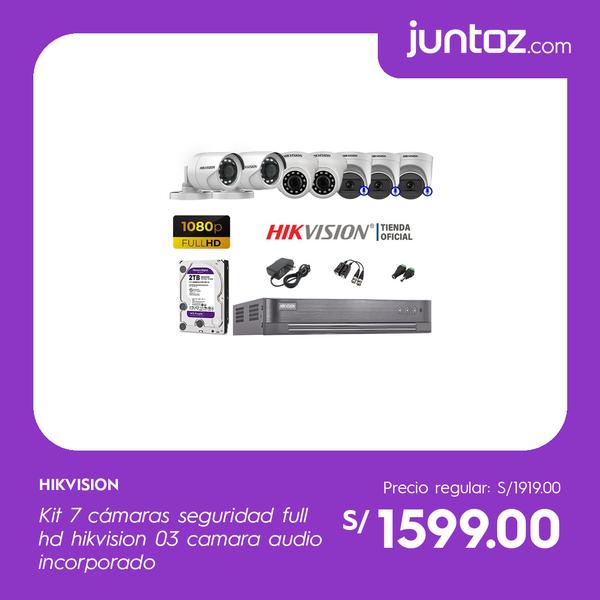 juntoz.com
HIKVISION
1080p
FULL HD
HIKVISION®
TIENDA
OFICIAL
2TB
HIKVISION
HIKVISION
Kit 7 cámaras seguridad full
hd hikvision 03 camara audio
incorporado
Precio regular: S/1919.00
S/1599.00